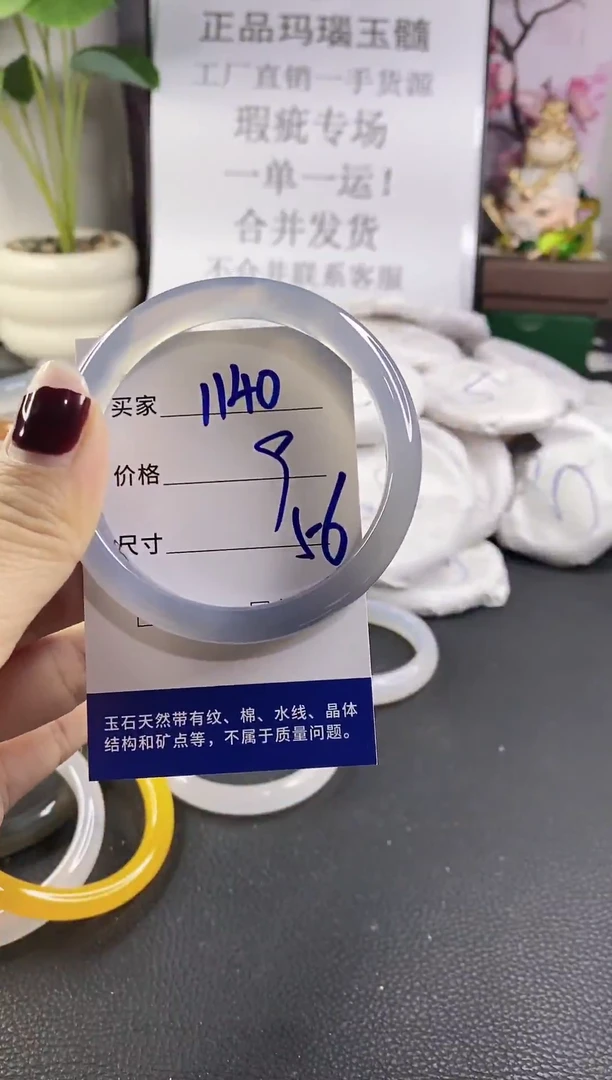 正品玛瑙玉髓
工厂直销一手货源
瑕疵专场
一单一运!
合并发货
不合并联系客服
买家 1140
价格 9
尺寸 56
玉石天然带有纹、棉、水线、晶体
结构和矿点等，不属于质量问题。